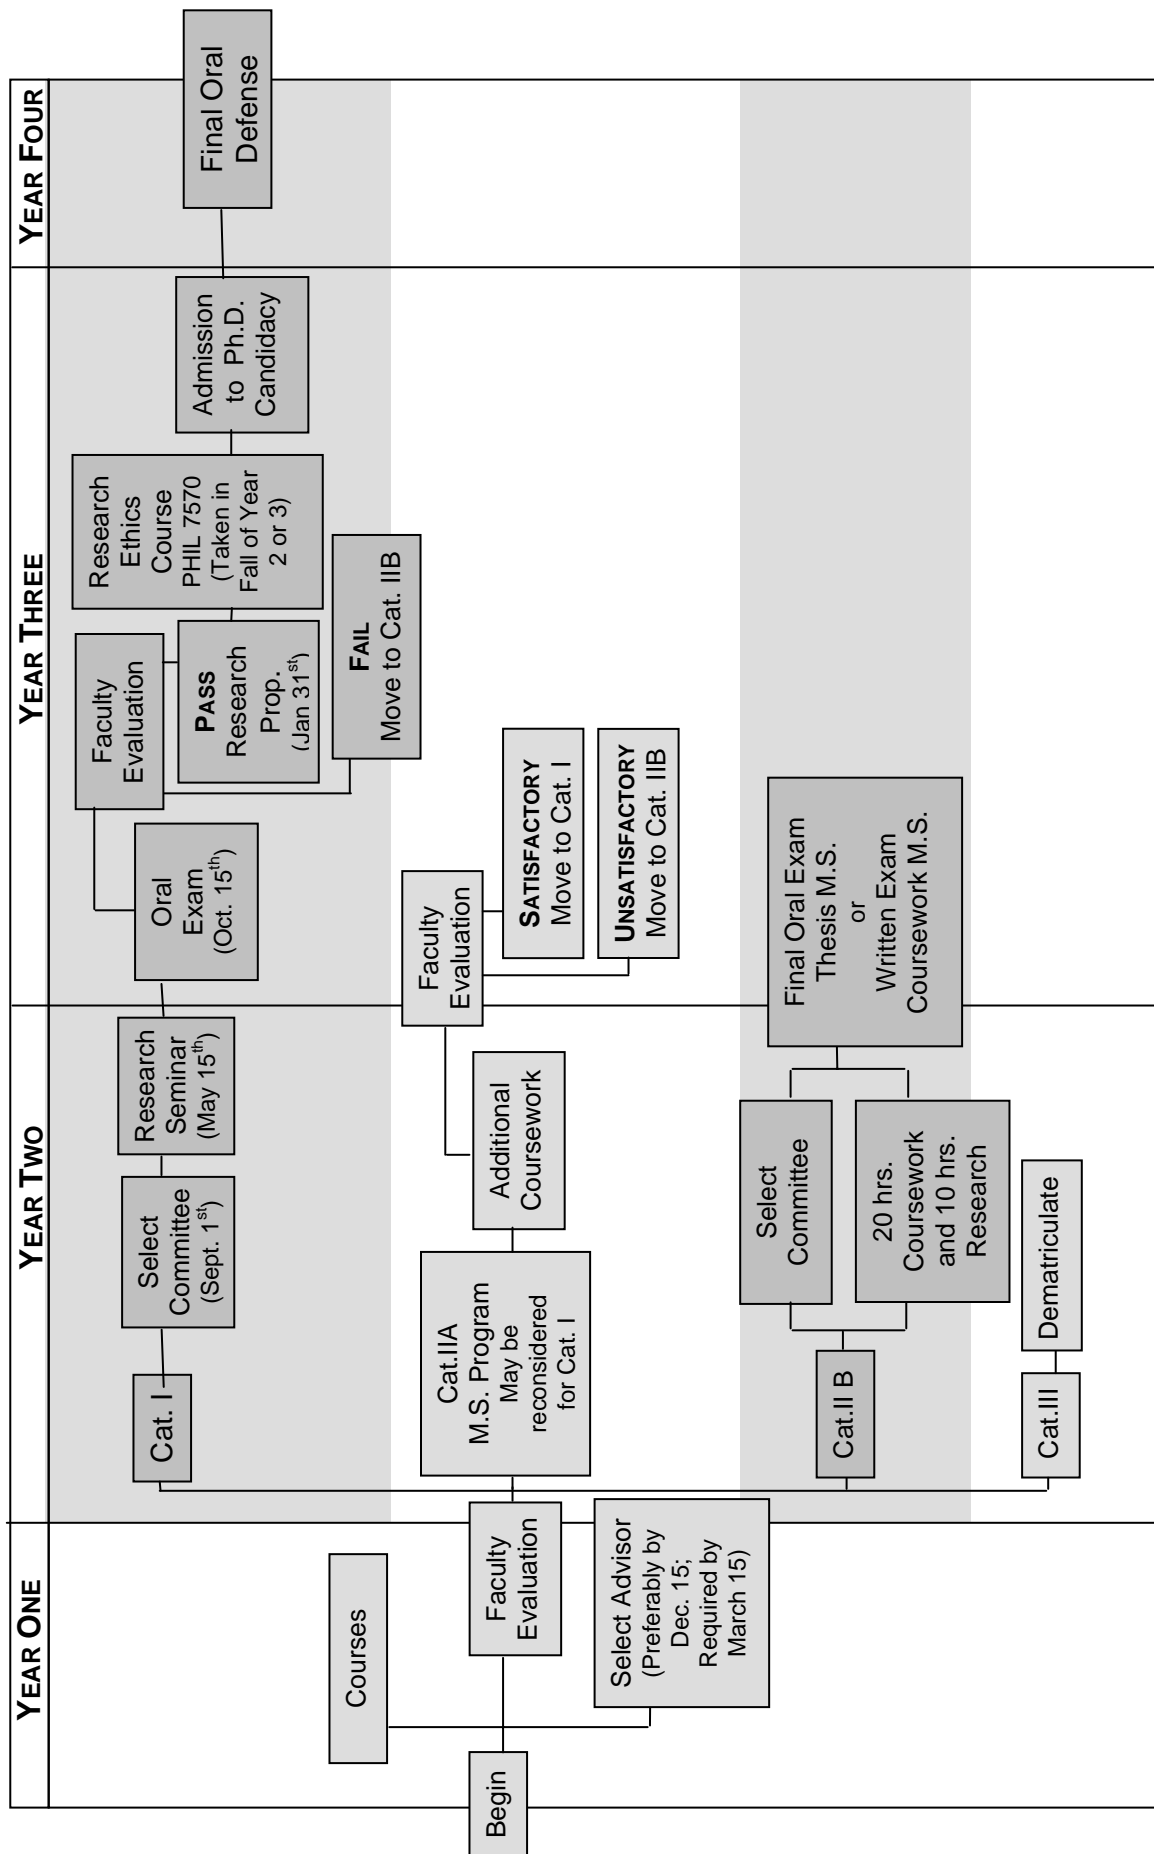 YEAR ONE
YEAR TWO
YEAR THREE
YEAR FOUR
Begin
Courses
Faculty
Evaluation
Select Advisor
(Preferably by
Dec. 15;
Required by
March 15)
Cat. I
Select
Committee
(Sept. 1st)
Research
Seminar
(May 15th)
Oral
Exam
(Oct. 15th)
Faculty
Evaluation
PASS
Research
Prop.
(Jan 31st)
FAIL
Move to Cat. IIB
Research
Ethics
Course
PHIL 7570
(Taken in
Fall of Year
2 or 3)
Admission
to Ph.D.
Candidacy
Final Oral
Defense
Cat.IIA
M.S. Program
May be
reconsidered
for Cat. I
Additional
Coursework
Faculty
Evaluation
SATISFACTORY
Move to Cat. I
UNSATISFACTORY
Move to Cat. IIB
Cat.II B
Select
Committee
20 hrs.
Coursework
and 10 hrs.
Research
Final Oral Exam
Thesis M.S.
or
Written Exam
Coursework M.S.
Cat.III
Dematriculate